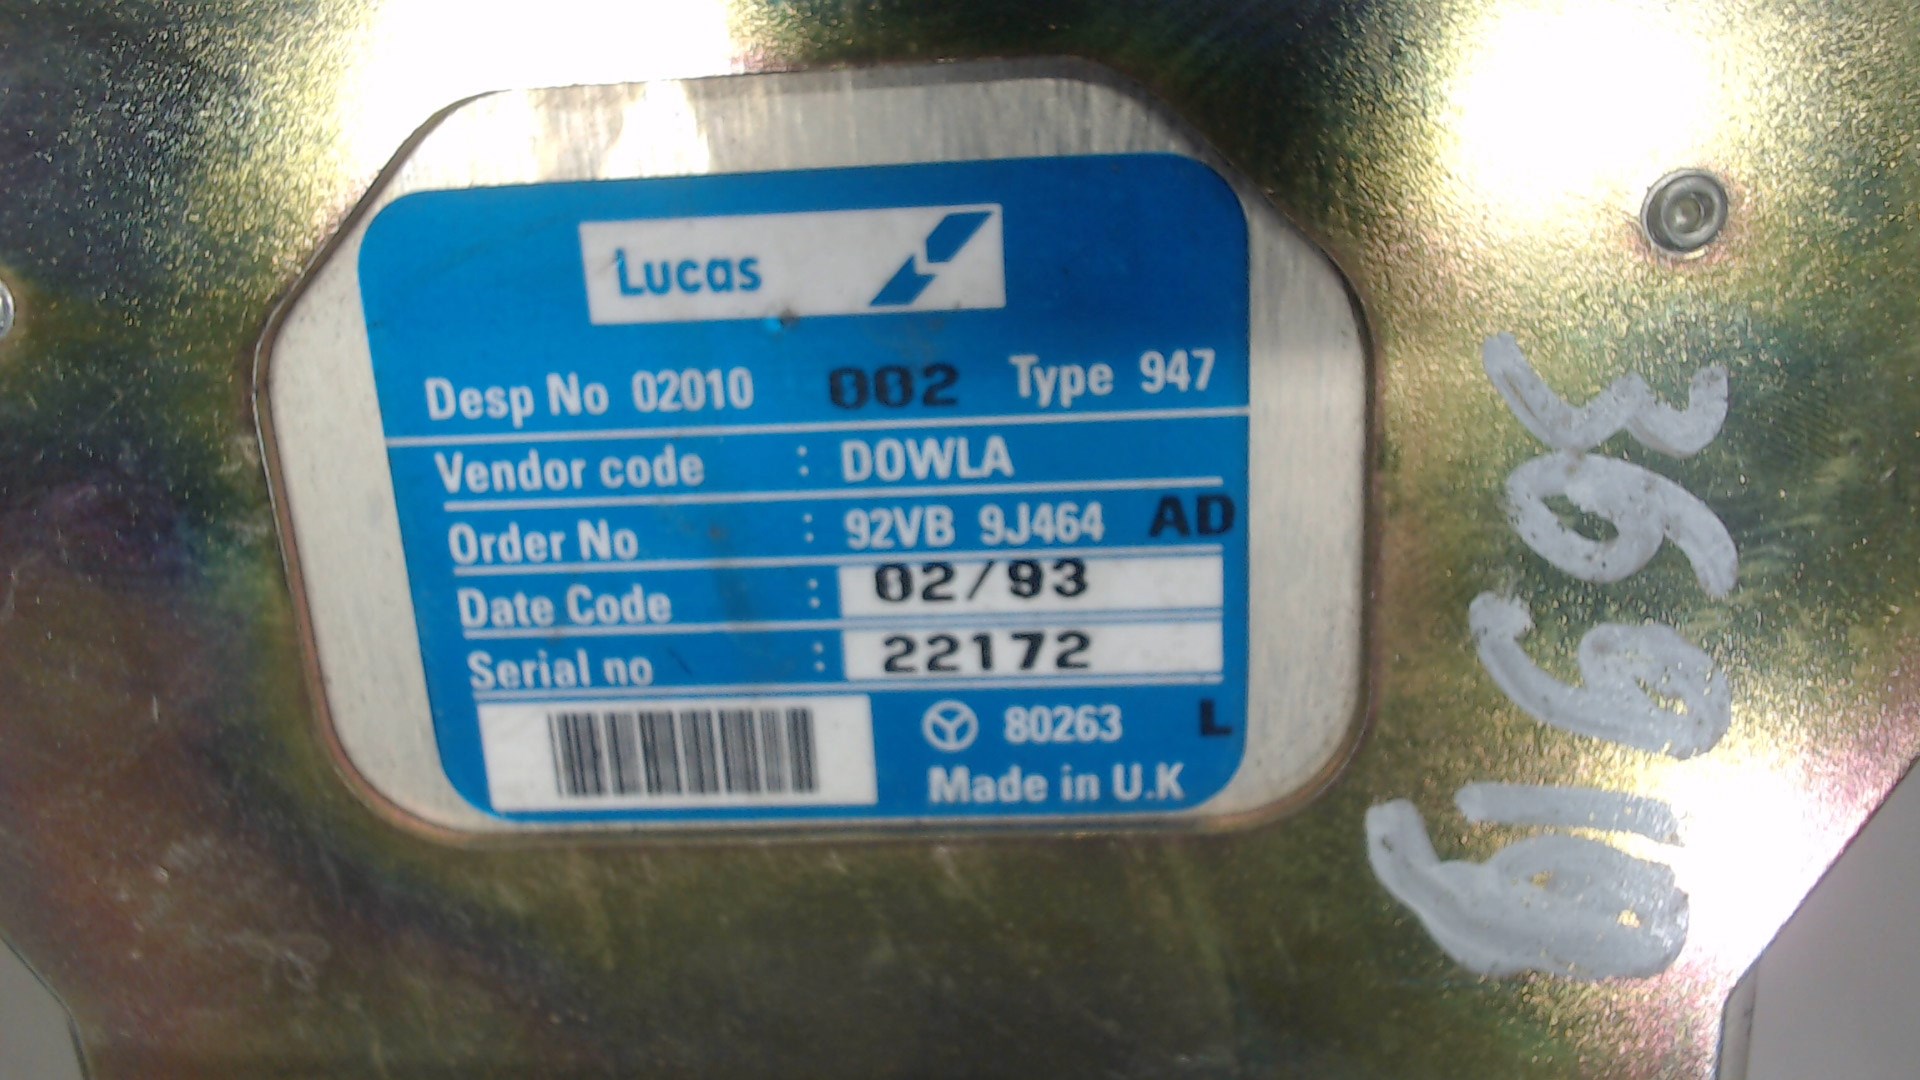 Lucas
Desp No 02010 002 Type 947
Vendor code : DOWLA
Order No : 92VB 9J464 AD
Date Code : 02/93
Serial no : 22172
80263 L
Made in U.K